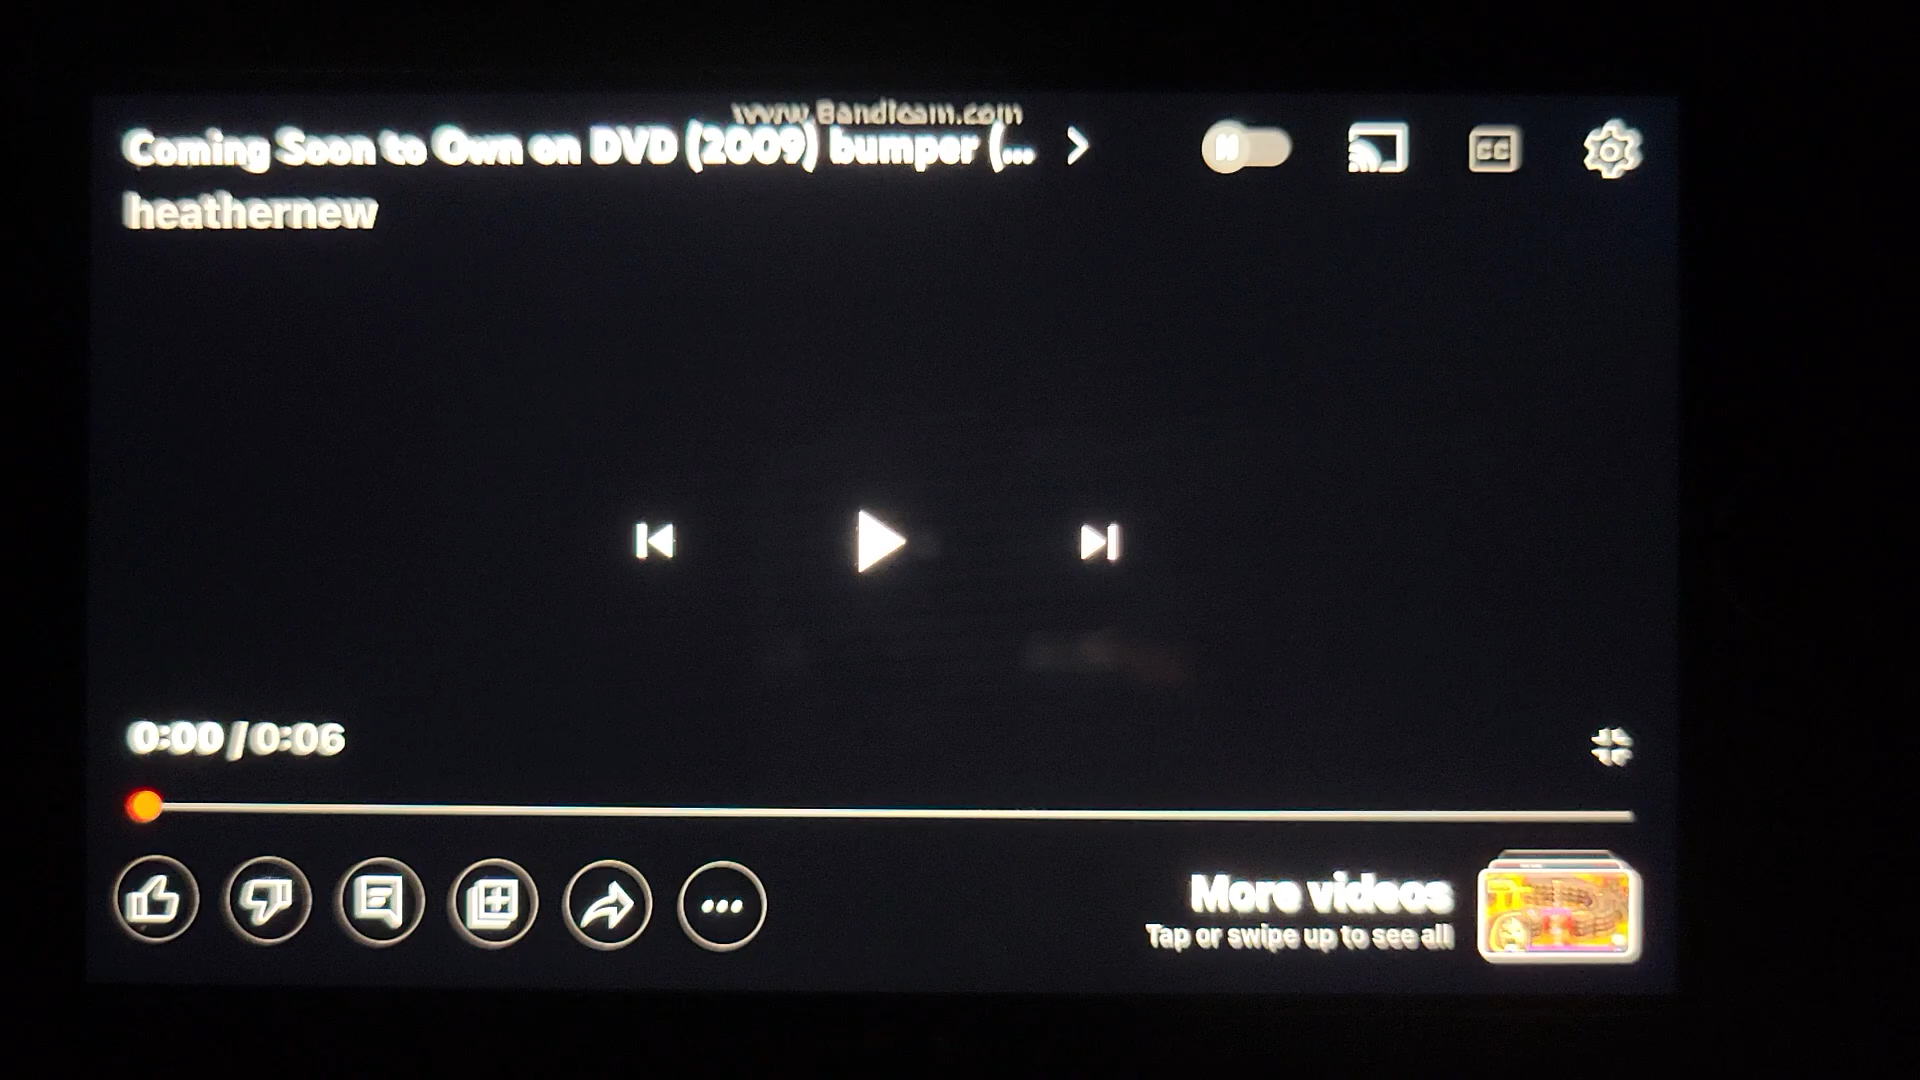 www.Bandicam.com
Coming Soon to Own on DVD (2009) bumper (...
heathernew
CC
0:00 / 0:06
More videos
Tap or swipe up to see all